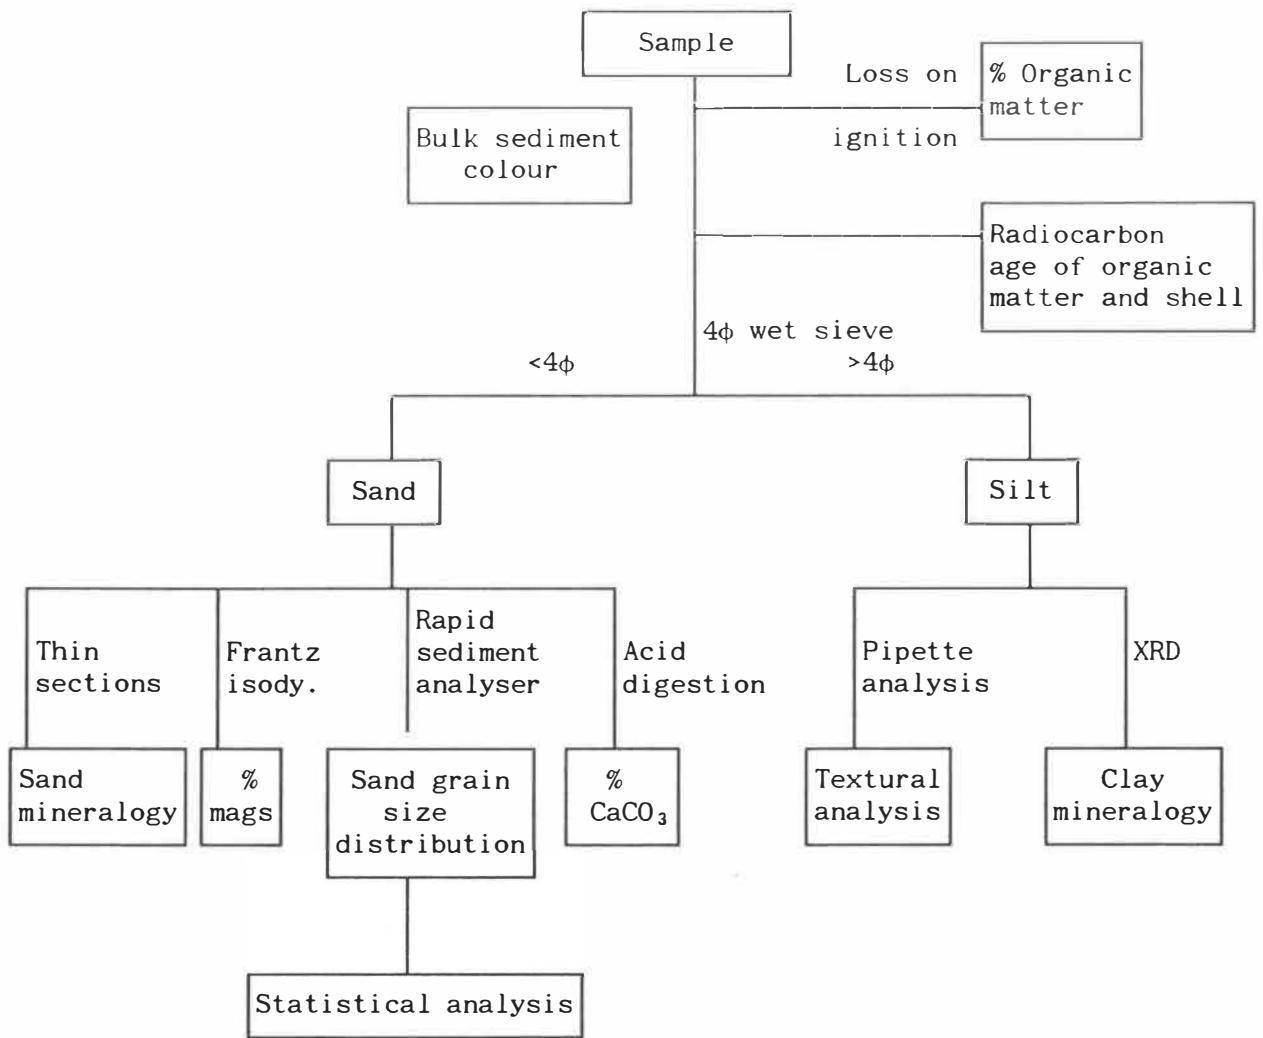 Sample
Loss on
ignition
% Organic
matter
Bulk sediment
colour
Radiocarbon
age of organic
matter and shell
4ϕ wet sieve
<4ϕ
>4ϕ
Sand
Silt
Thin
sections
Frantz
isody.
Rapid
sediment
analyser
Acid
digestion
Pipette
analysis
XRD
Sand
mineralogy
%
mags
Sand grain
size
distribution
%
CaCO₃
Textural
analysis
Clay
mineralogy
Statistical analysis